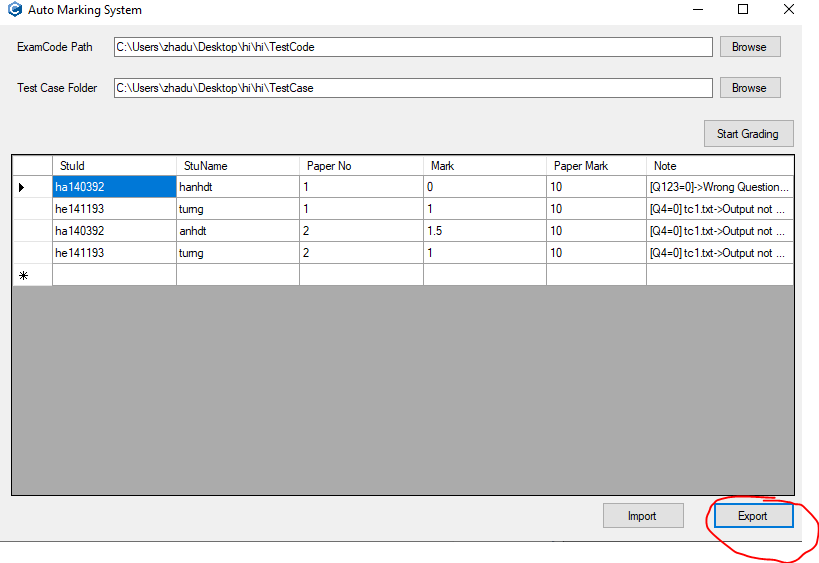 Auto Marking System
ExamCode Path C:\Users\zhadu\Desktop\hi\hi\TestCode Browse
Test Case Folder C:\Users\zhadu\Desktop\hi\hi\TestCase Browse
Start Grading
StuId StuName Paper No Mark Paper Mark Note
ha140392 hanhdt 1 0 10 [Q123=0]->Wrong Question...
he141193 tumg 1 1 10 [Q4=0] tc1.txt->Output not ...
ha140392 anhdt 2 1.5 10 [Q4=0] tc1.txt->Output not ...
he141193 tumg 2 1 10 [Q4=0] tc1.txt->Output not ...
Import Export